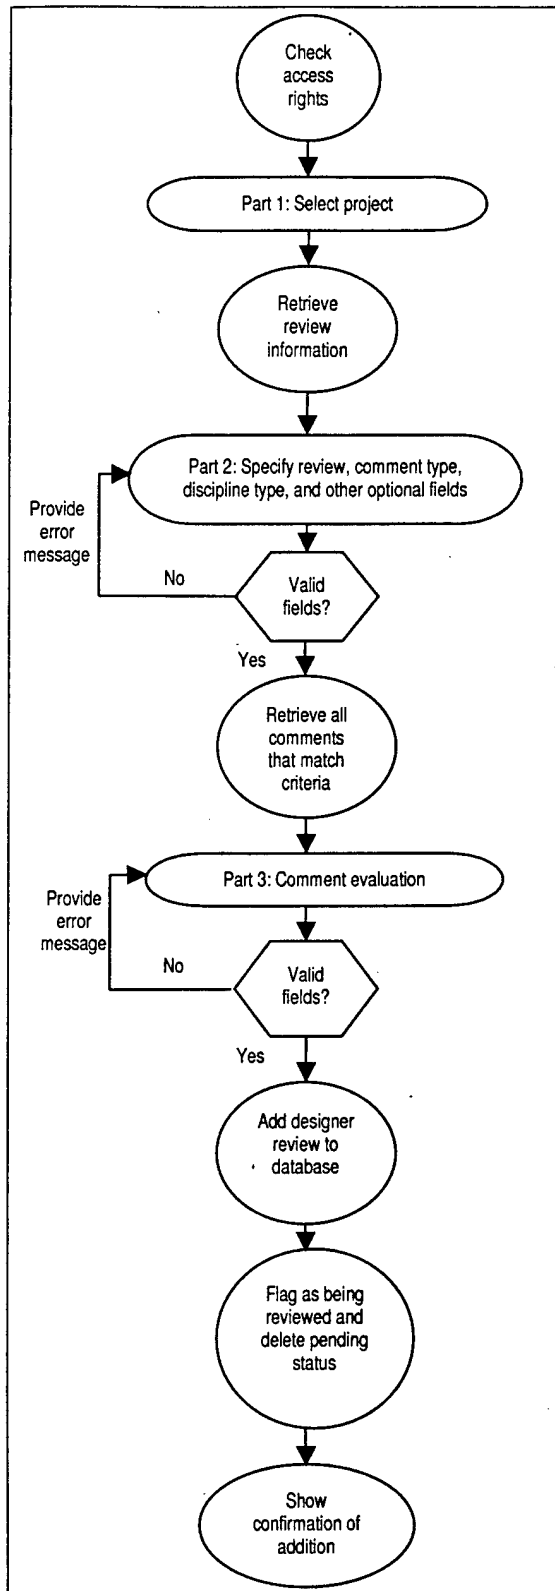 Check
access
rights
Part 1: Select project
Retrieve
review
information
Part 2: Specify review, comment type,
discipline type, and other optional fields
Provide
error
message
No
Valid
fields?
Yes
Retrieve all
comments
that match
criteria
Part 3: Comment evaluation
Provide
error
message
No
Valid
fields?
Yes
Add designer
review to
database
Flag as being
reviewed and
delete pending
status
Show
confirmation of
addition